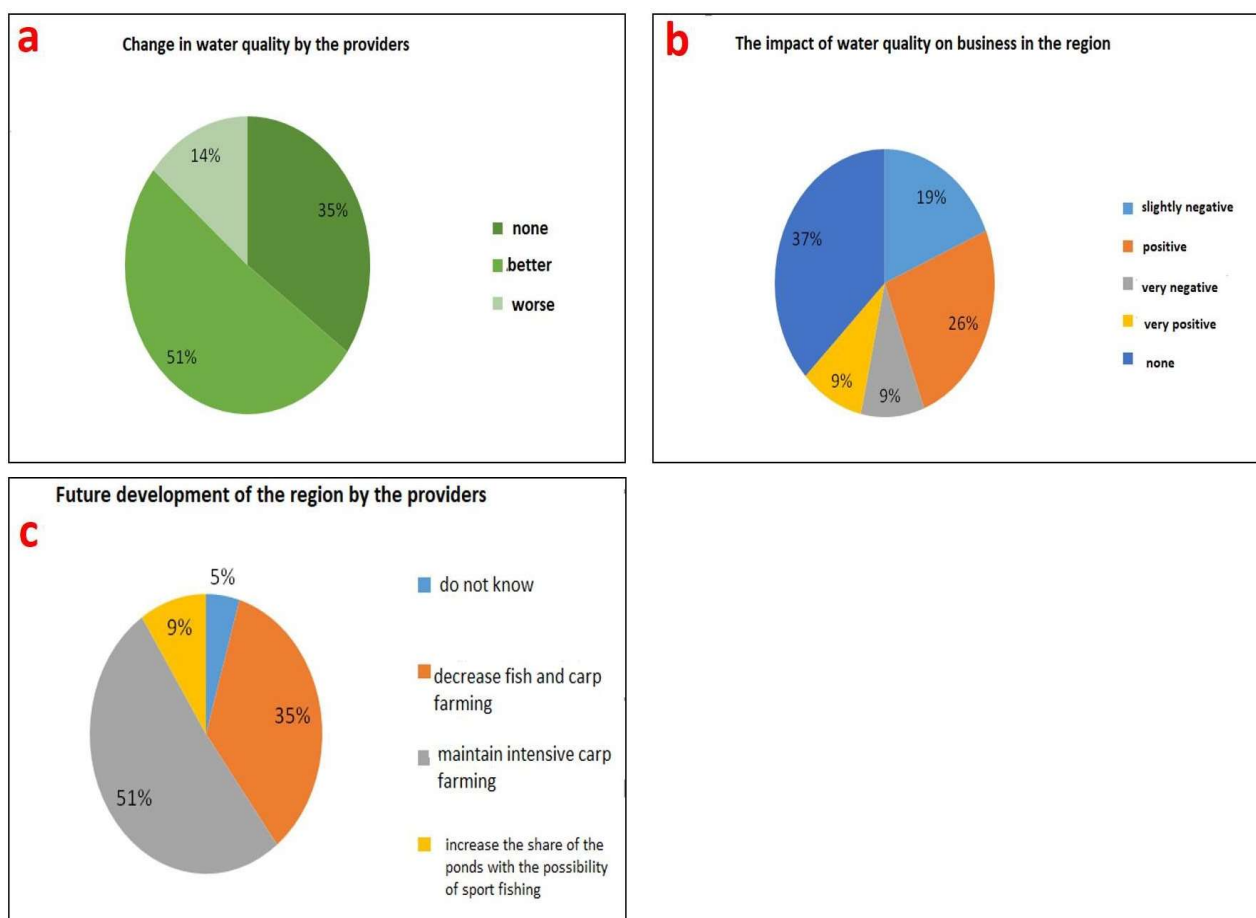 a
Change in water quality by the providers
14%
35%
51%
none
better
worse
b
The impact of water quality on business in the region
19%
37%
26%
9%
9%
slightly negative
positive
very negative
very positive
none
Future development of the region by the providers
c
5%
9%
35%
51%
do not know
decrease fish and carp
farming
maintain intensive carp
farming
increase the share of the
ponds with the possibility
of sport fishing